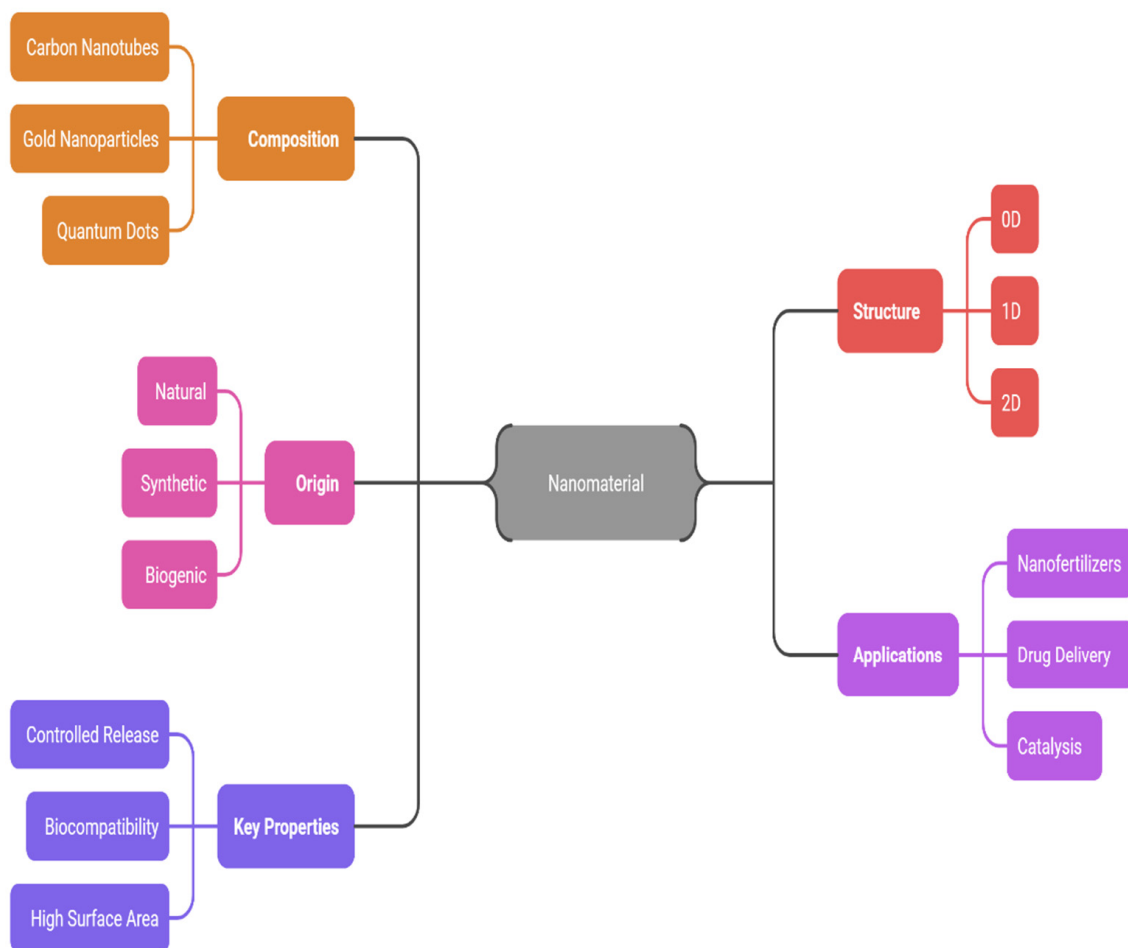 Carbon Nanotubes
Gold Nanoparticles
Quantum Dots
Composition
Natural
Synthetic
Biogenic
Origin
Controlled Release
Biocompatibility
High Surface Area
Key Properties
Nanomaterial
Structure
0D
1D
2D
Applications
Nanofertilizers
Drug Delivery
Catalysis